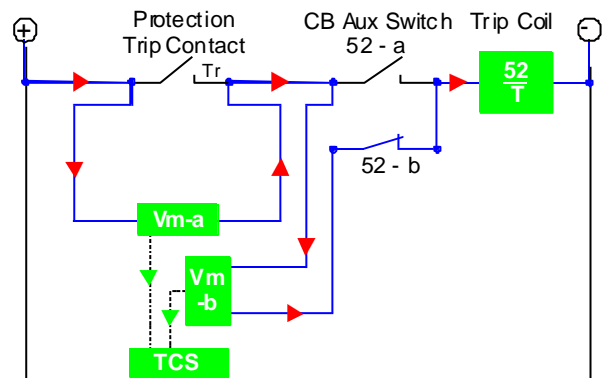 Protection
Trip Contact
CB Aux Switch
52 - a
Trip Coil
+
-
Tr
52
T
52 - b
Vm-a
Vm
-b
TCS